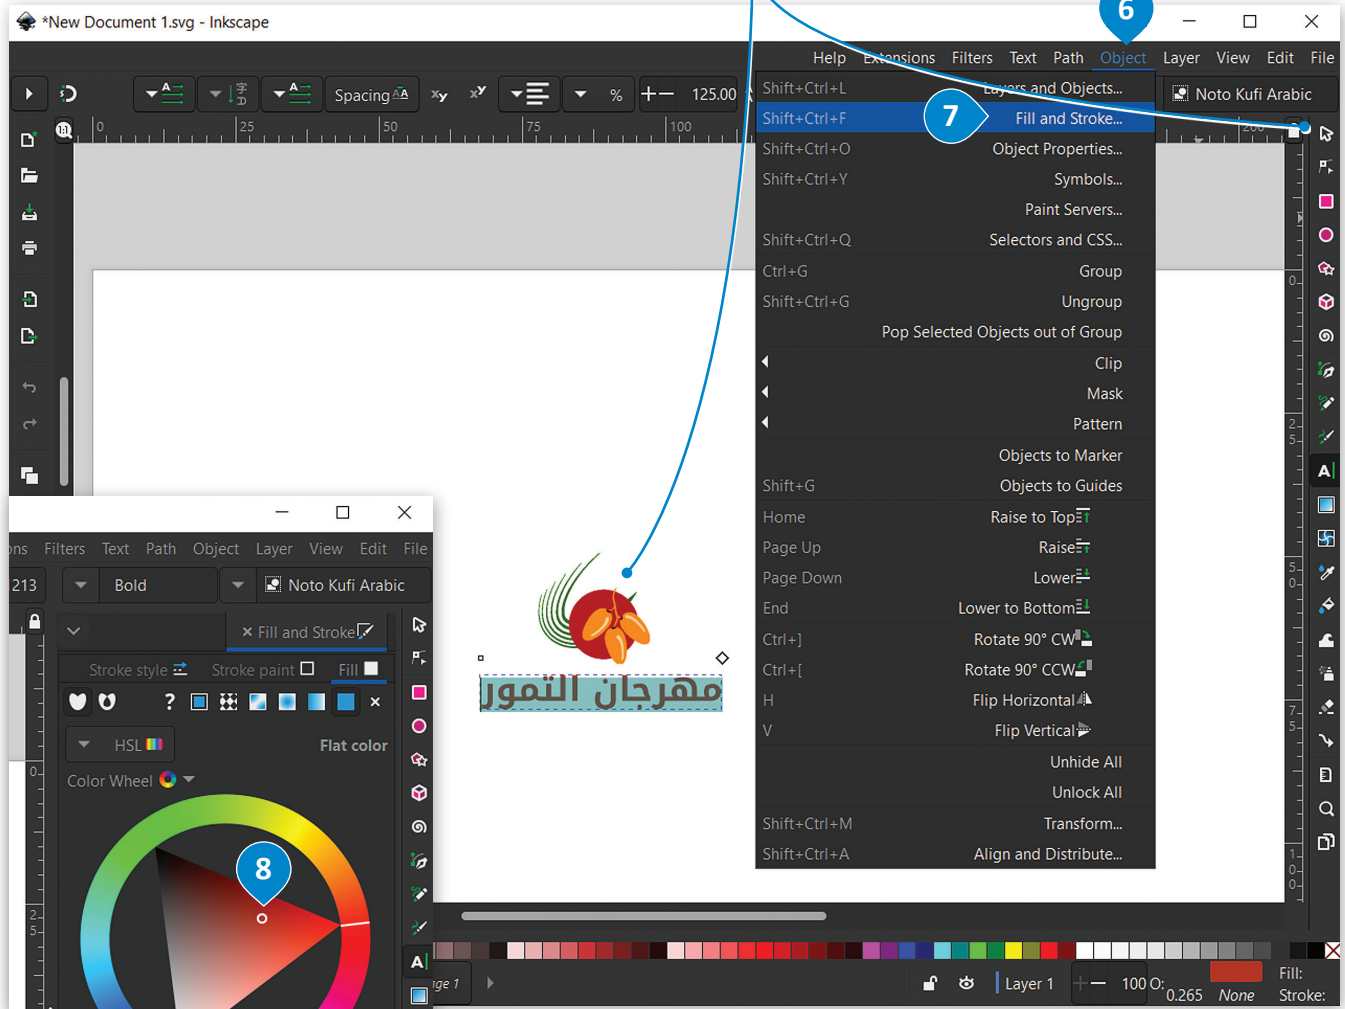 *New Document 1.svg - Inkscape
6
Help Extensions Filters Text Path Object Layer View Edit File
Spacing
%
125.00
Noto Kufi Arabic
0 25 50 75 100 200
Shift+Ctrl+L Layers and Objects...
Shift+Ctrl+F Fill and Stroke...
7
Shift+Ctrl+O Object Properties...
Shift+Ctrl+Y Symbols...
Paint Servers...
Shift+Ctrl+Q Selectors and CSS...
Ctrl+G Group
Shift+Ctrl+G Ungroup
Pop Selected Objects out of Group
Clip
Mask
Pattern
Objects to Marker
Shift+G Objects to Guides
Home Raise to Top
Page Up Raise
Page Down Lower
End Lower to Bottom
Ctrl+] Rotate 90° CW
Ctrl+[ Rotate 90° CCW
H Flip Horizontal
V Flip Vertical
Unhide All
Unlock All
Shift+Ctrl+M Transform...
Shift+Ctrl+A Align and Distribute...
مهرجان التمور
ons Filters Text Path Object Layer View Edit File
213 Bold Noto Kufi Arabic
Fill and Stroke
Stroke style Stroke paint Fill
?
HSL Flat color
Color Wheel
8
age 1
Layer 1
100 O:
0.265 None
Fill:
Stroke: